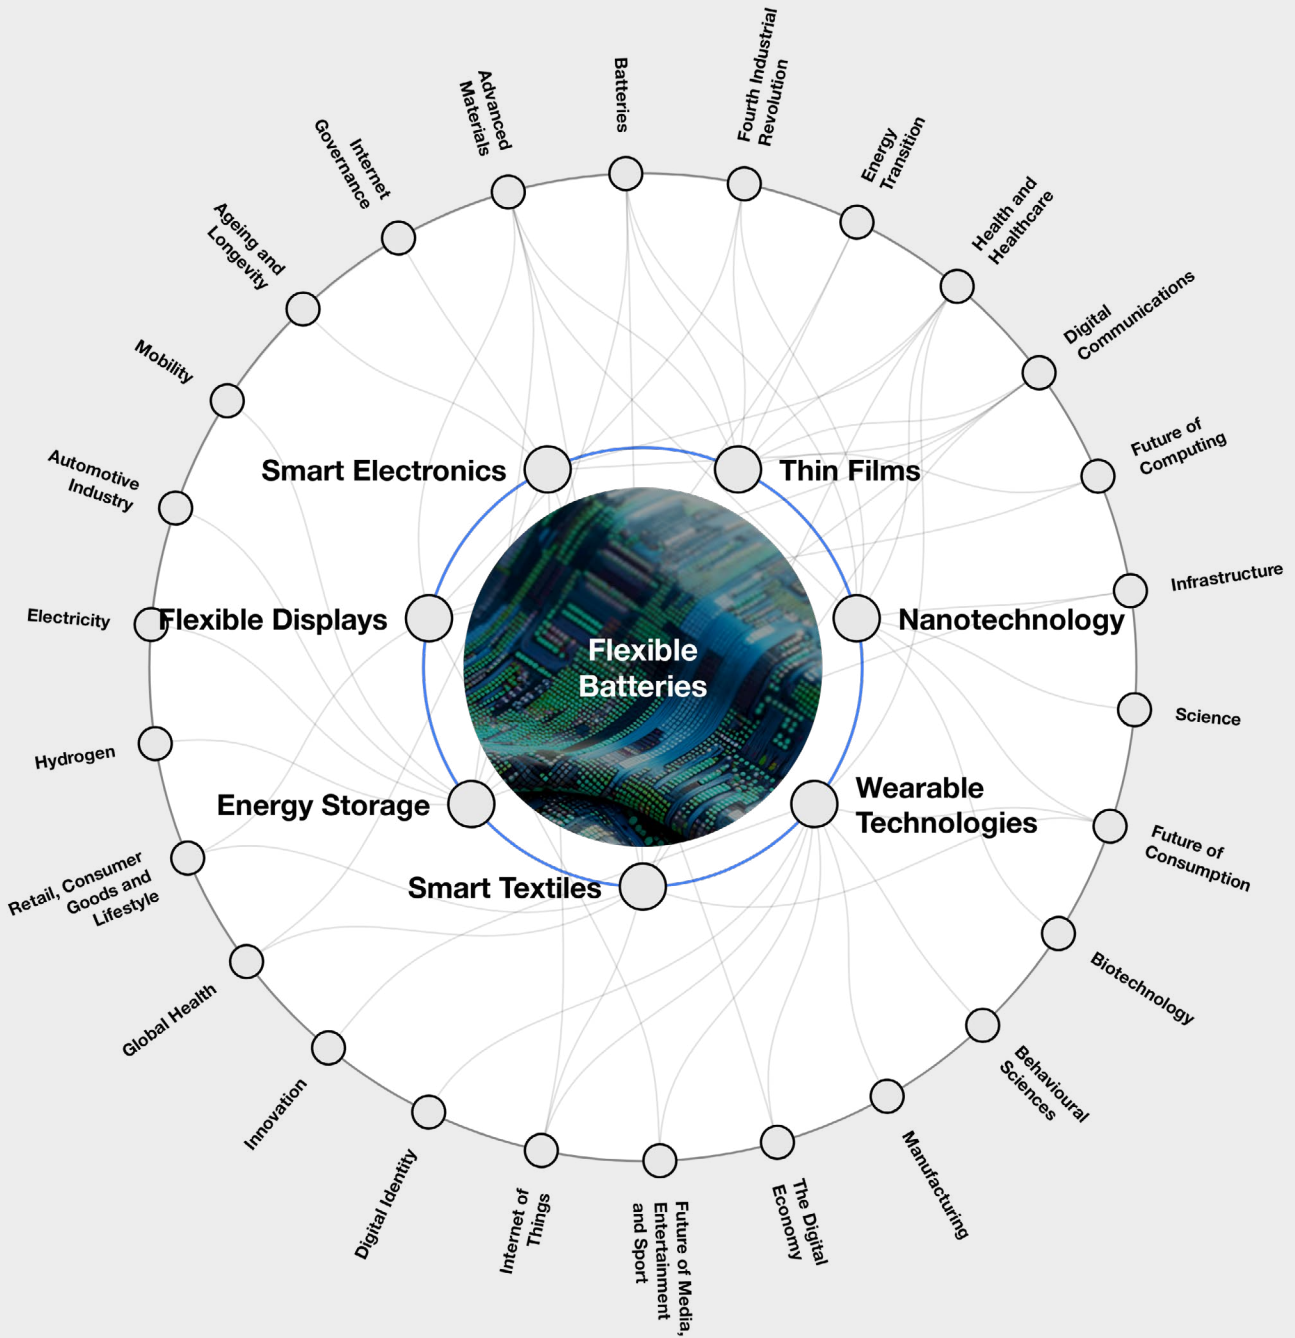 Fourth Industrial
Revolution
Batteries
Advanced
Materials
Energy
Transition
Internet
Governance
Health and
Healthcare
Ageing and
Longevity
Digital
Communications
Mobility
Future of
Computing
Automotive
Industry
Smart Electronics
Thin Films
Infrastructure
Electricity
Flexible Displays
Nanotechnology
Flexible
Batteries
Science
Hydrogen
Energy Storage
Wearable
Technologies
Future of
Consumption
Retail, Consumer
Goods and
Lifestyle
Smart Textiles
Biotechnology
Global Health
Behavioural
Sciences
Innovation
Manufacturing
Digital Identity
Internet of
Things
Future of Media,
Entertainment
and Sport
The Digital
Economy